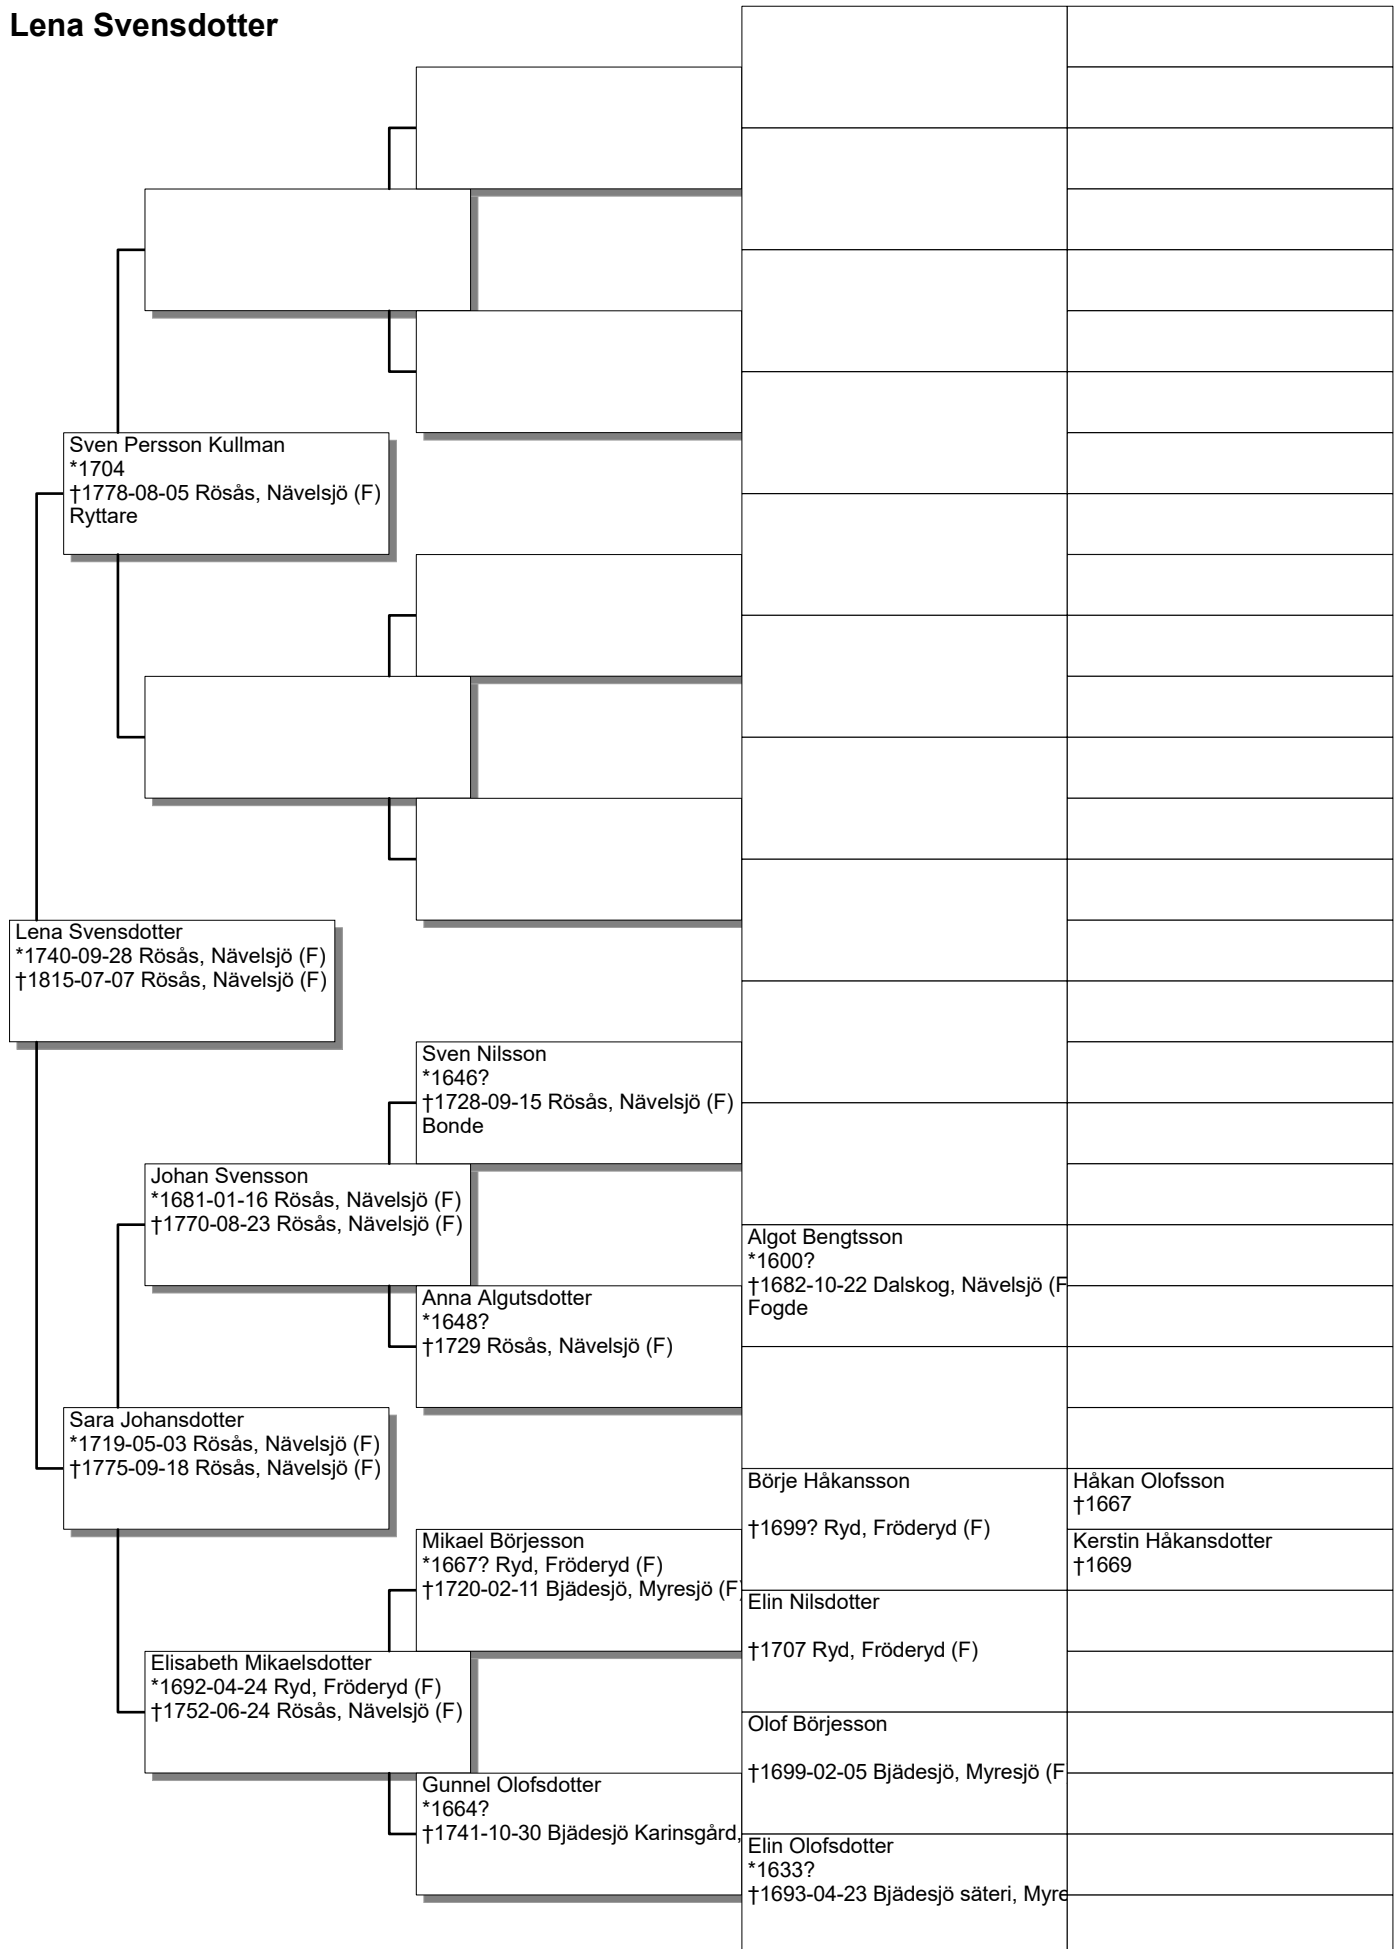 Lena Svensdotter
Sven Persson Kullman
*1704
†1778-08-05 Rösås, Nävelsjö (F)
Ryttare
Lena Svensdotter
*1740-09-28 Rösås, Nävelsjö (F)
†1815-07-07 Rösås, Nävelsjö (F)
Sven Nilsson
*1646?
†1728-09-15 Rösås, Nävelsjö (F)
Bonde
Johan Svensson
*1681-01-16 Rösås, Nävelsjö (F)
†1770-08-23 Rösås, Nävelsjö (F)
Algot Bengtsson
*1600?
†1682-10-22 Dalskog, Nävelsjö (F
Fogde
Anna Algutsdotter
*1648?
†1729 Rösås, Nävelsjö (F)
Sara Johansdotter
*1719-05-03 Rösås, Nävelsjö (F)
†1775-09-18 Rösås, Nävelsjö (F)
Börje Håkansson
†1699? Ryd, Fröderyd (F)
Håkan Olofsson
†1667
Kerstin Håkansdotter
†1669
Mikael Börjesson
*1667? Ryd, Fröderyd (F)
†1720-02-11 Bjädesjö, Myresjö (F)
Elin Nilsdotter
†1707 Ryd, Fröderyd (F)
Elisabeth Mikaelsdotter
*1692-04-24 Ryd, Fröderyd (F)
†1752-06-24 Rösås, Nävelsjö (F)
Olof Börjesson
†1699-02-05 Bjädesjö, Myresjö (F
Gunnel Olofsdotter
*1664?
†1741-10-30 Bjädesjö Karinsgård,
Elin Olofsdotter
*1633?
†1693-04-23 Bjädesjö säteri, Myre